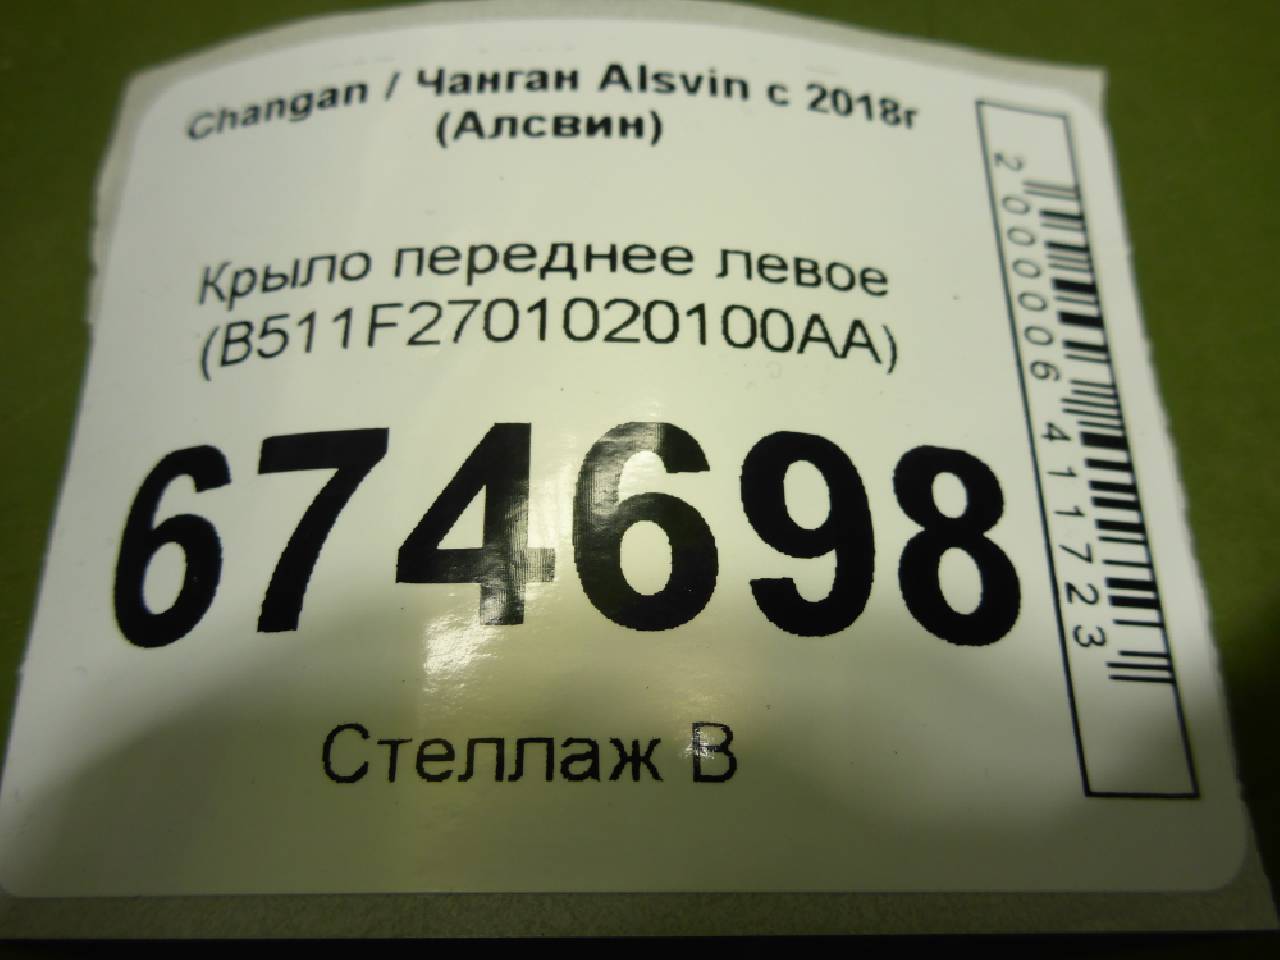 Changan / Чанган Alsvin с 2018г
(Алсвин)
Крыло переднее левое
(B511F2701020100AA)
674698
Стеллаж В
2000006411723